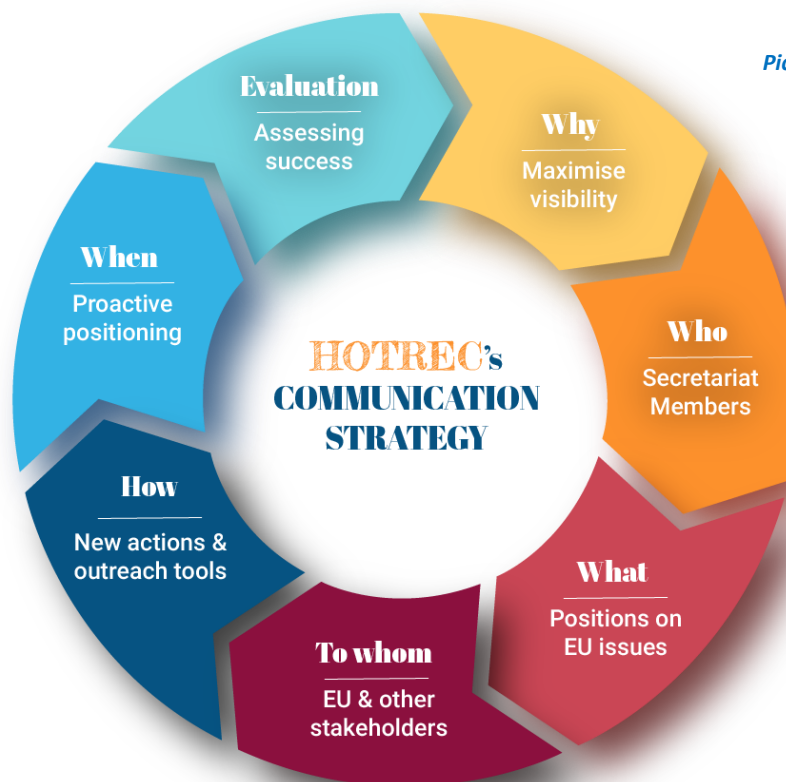 HOTREC's
COMMUNICATION
STRATEGY
Why
Maximise
visibility
Who
Secretariat
Members
What
Positions on
EU issues
To whom
EU & other
stakeholders
How
New actions &
outreach tools
When
Proactive
positioning
Evaluation
Assessing
success